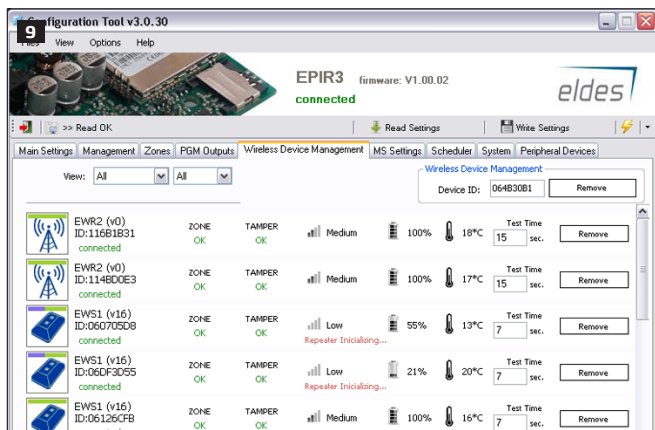 9
Configuration Tool v3.0.30
Files View Options Help
EPIR3 firmware: V1.00.02
connected
eldes
>> Read OK Read Settings Write Settings
Main Settings Management Zones PGM Outputs Wireless Device Management MS Settings Scheduler System Peripheral Devices
View: All All
Wireless Device Management
Device ID: 064B30B1 Remove
EWR2 (v0)
ID:116B1B31
connected
ZONE
OK
TAMPER
OK
Medium
100%
18°C
Test Time
15 sec.
Remove
EWR2 (v0)
ID:114BD0E3
connected
ZONE
OK
TAMPER
OK
Medium
100%
17°C
Test Time
15 sec.
Remove
EWS1 (v16)
ID:060705D8
connected
ZONE
OK
TAMPER
OK
Low
Repeater Inicializing...
55%
13°C
Test Time
7 sec.
Remove
EWS1 (v16)
ID:06DF3D55
connected
ZONE
OK
TAMPER
OK
Low
Repeater Inicializing...
21%
20°C
Test Time
7 sec.
Remove
EWS1 (v16)
ID:06126CFB
ZONE
OK
TAMPER
OK
Medium
100%
16°C
Test Time
7 sec.
Remove